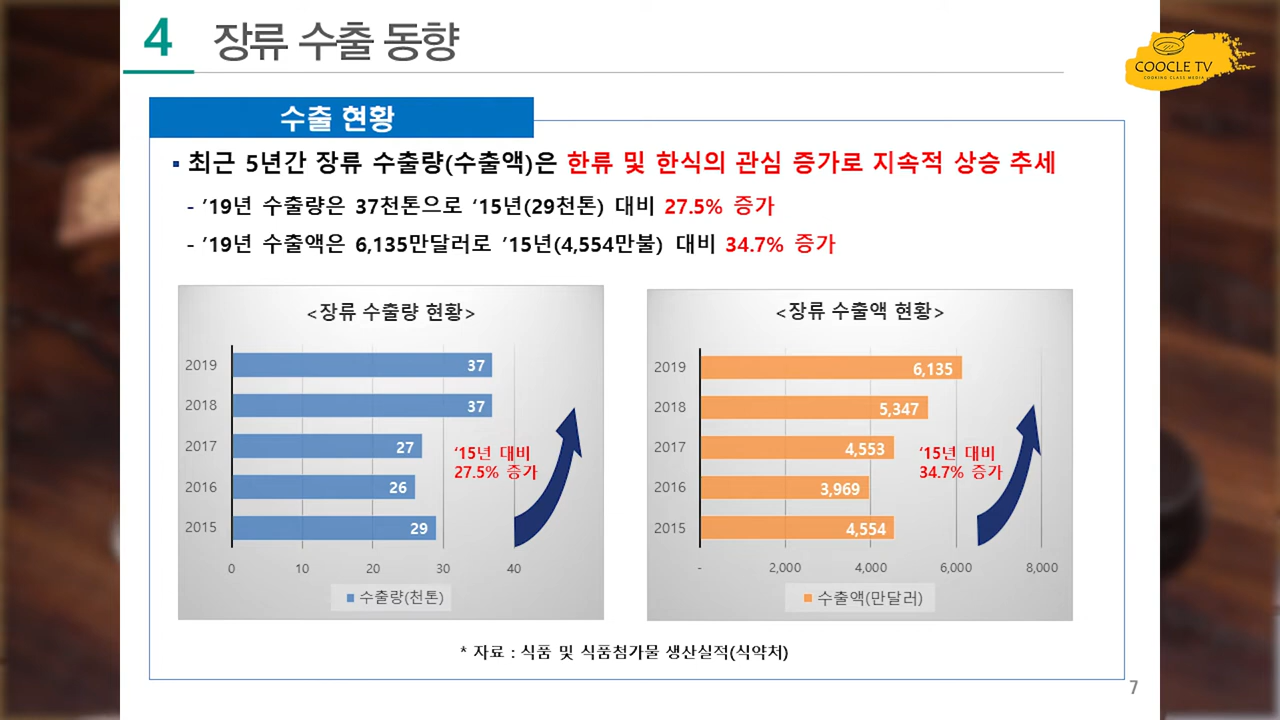 4 장류 수출 동향
COOCLE TV
COOKING CLASS MEDIA
수출 현황
▪ 최근 5년간 장류 수출량(수출액)은 한류 및 한식의 관심 증가로 지속적 상승 추세
- ’19년 수출량은 37천톤으로 ‘15년(29천톤) 대비 27.5% 증가
- ’19년 수출액은 6,135만달러로 ’15년(4,554만불) 대비 34.7% 증가
<장류 수출량 현황>
2019 37
2018 37
2017 27
2016 26
2015 29
‘15년 대비
27.5% 증가
0 10 20 30 40
수출량(천톤)
<장류 수출액 현황>
2019 6,135
2018 5,347
2017 4,553
2016 3,969
2015 4,554
‘15년 대비
34.7% 증가
- 2,000 4,000 6,000 8,000
수출액(만달러)
* 자료 : 식품 및 식품첨가물 생산실적(식약처)
7